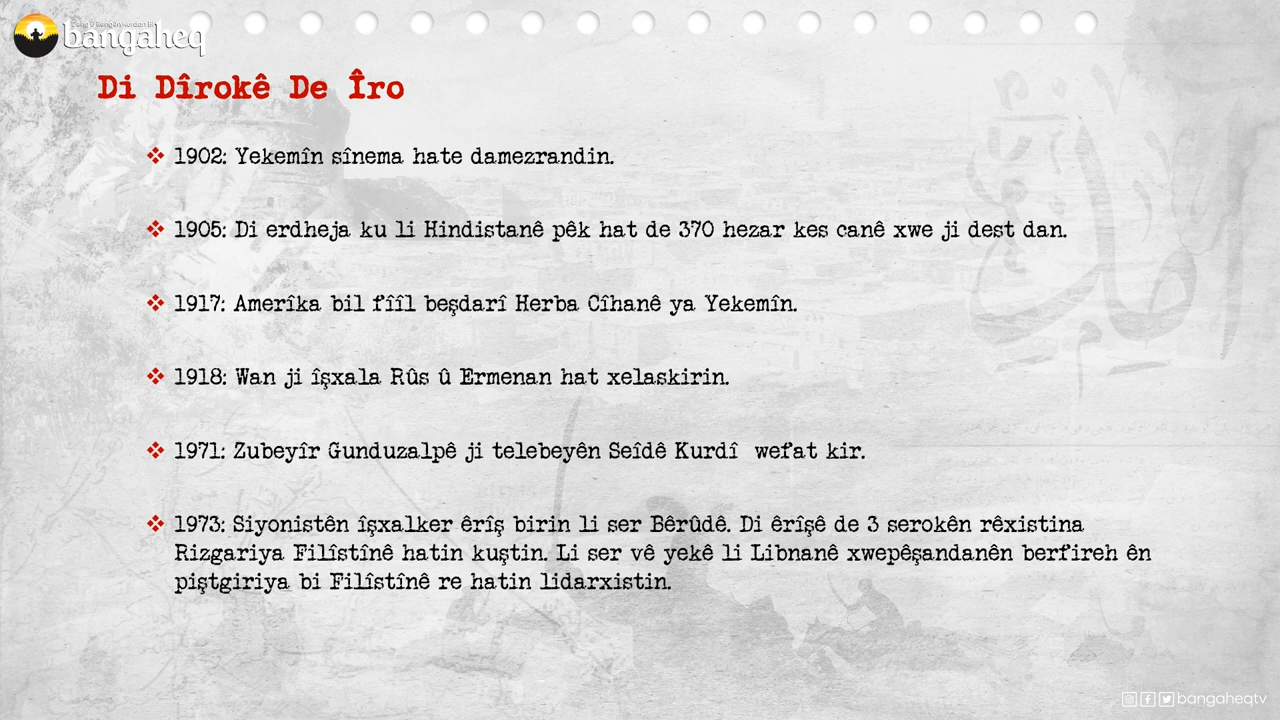 Deng û Rengên Kurdan Bi
bangaheq
Di Dîrokê De Îro
1902: Yekemîn sînema hate damezrandin.
1905: Di erdheja ku li Hindistanê pêk hat de 370 hezar kes canê xwe ji dest dan.
1917: Amerîka bil fîîl beşdarî Herba Cîhanê ya Yekemîn.
1918: Wan ji îşxala Rûs û Ermenan hat xelaskirin.
1971: Zubeyîr Gunduzalpê ji telebeyên Seîdê Kurdî wefat kir.
1973: Siyonistên îşxalker êrîş birin li ser Bêrûdê. Di êrîşê de 3 serokên rêxistina
Rizgariya Filîstînê hatin kuştin. Li ser vê yekê li Libnanê xwepêşandanên berfireh ên
piştgiriya bi Filîstînê re hatin lidarxistin.
bangaheqtv